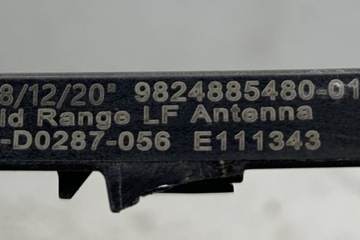 8/12/20" 9824885480-01
id Range LF Antenna
-D0287-056 E111343